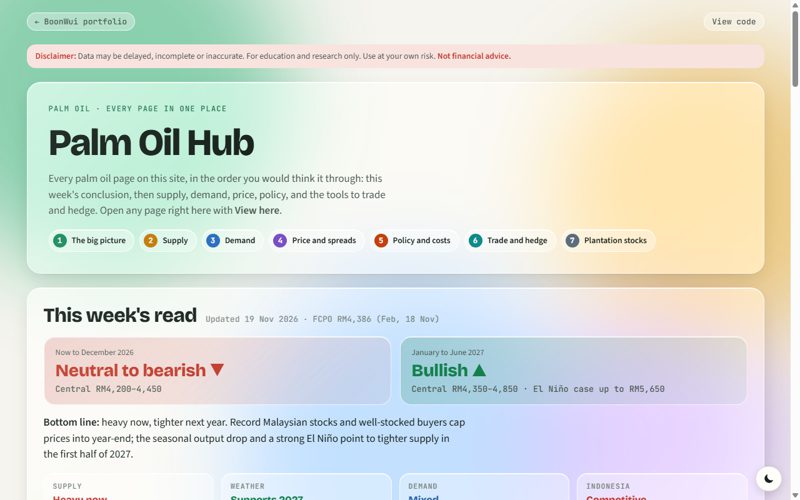 ← BoonWui portfolio
View code
Disclaimer: Data may be delayed, incomplete or inaccurate. For education and research only. Use at your own risk. Not financial advice.
PALM OIL · EVERY PAGE IN ONE PLACE
Palm Oil Hub
Every palm oil page on this site, in the order you would think it through: this
week's conclusion, then supply, demand, price, policy, and the tools to trade
and hedge. Open any page right here with View here.
1 The big picture
2 Supply
3 Demand
4 Price and spreads
5 Policy and costs
6 Trade and hedge
7 Plantation stocks
This week's read
Updated 19 Nov 2026 · FCPO RM4,386 (Feb, 18 Nov)
Now to December 2026
Neutral to bearish ▼
Central RM4,200–4,450
January to June 2027
Bullish ▲
Central RM4,350–4,850 · El Niño case up to RM5,650
Bottom line: heavy now, tighter next year. Record Malaysian stocks and well-stocked buyers cap
prices into year-end; the seasonal output drop and a strong El Niño point to tighter supply in
the first half of 2027.
SUPPLY
Heavy now
WEATHER
Supports 2027
DEMAND
Mixed
INDONESIA
Competitive